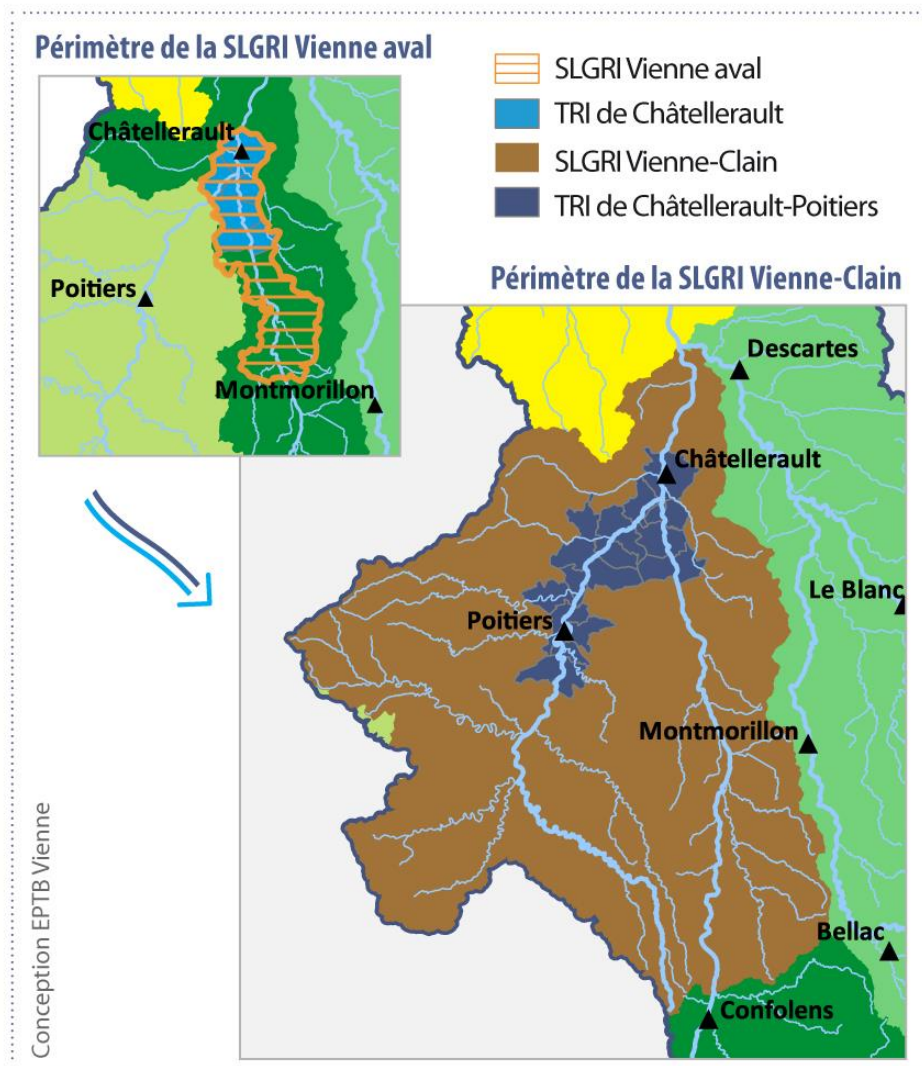 Périmètre de la SLGRI Vienne aval
Châtellerault
Poitiers
Montmorillon
SLGRI Vienne aval
TRI de Châtellerault
SLGRI Vienne-Clain
TRI de Châtellerault-Poitiers
Périmètre de la SLGRI Vienne-Clain
Descartes
Châtellerault
Le Blanc
Poitiers
Montmorillon
Bellac
Confolens
Conception EPTB Vienne